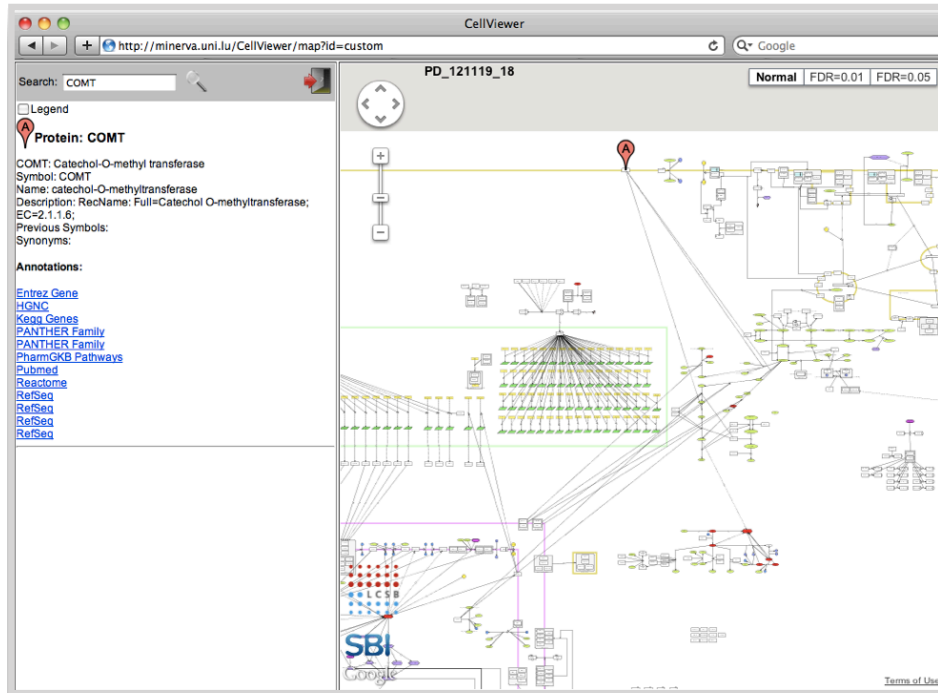 CellViewer
http://minerva.uni.lu/CellViewer/map?id=custom
Google
Search: COMT
Legend
A
Protein: COMT
COMT: Catechol-O-methyl transferase
Symbol: COMT
Name: catechol-O-methyltransferase
Description: RecName: Full=Catechol O-methyltransferase;
EC=2.1.1.6;
Previous Symbols:
Synonyms:
Annotations:
Entrez Gene
HGNC
Kegg Genes
PANTHER Family
PANTHER Family
PharmGKB Pathways
Pubmed
Reactome
RefSeq
RefSeq
RefSeq
RefSeq
PD_121119_18
Normal FDR=0.01 FDR=0.05
A
LCSB
SBI
Google
Terms of Use